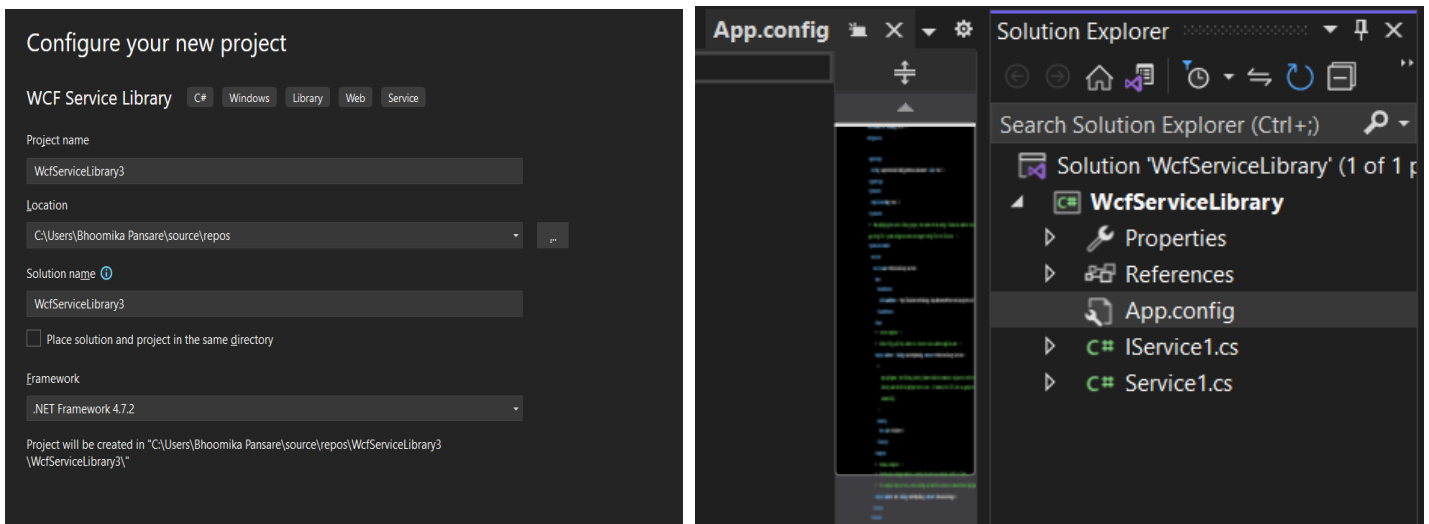 Configure your new project
WCF Service Library C# Windows Library Web Service
Project name
WcfServiceLibrary3
Location
C:\Users\Bhoomika Pansare\source\repos
...
Solution name
WcfServiceLibrary3
Place solution and project in the same directory
Framework
.NET Framework 4.7.2
Project will be created in "C:\Users\Bhoomika Pansare\source\repos\WcfServiceLibrary3
\WcfServiceLibrary3\"
App.config
Solution Explorer
Search Solution Explorer (Ctrl+;)
Solution 'WcfServiceLibrary' (1 of 1 p
C# WcfServiceLibrary
Properties
References
App.config
C# IService1.cs
C# Service1.cs